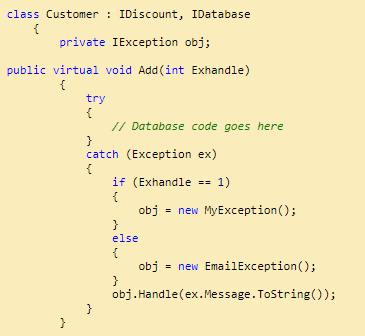 class Customer : IDiscount, IDatabase
{
private IException obj;
public virtual void Add(int Exhandle)
{
try
{
// Database code goes here
}
catch (Exception ex)
{
if (Exhandle == 1)
{
obj = new MyException();
}
else
{
obj = new EmailException();
}
obj.Handle(ex.Message.ToString());
}
}